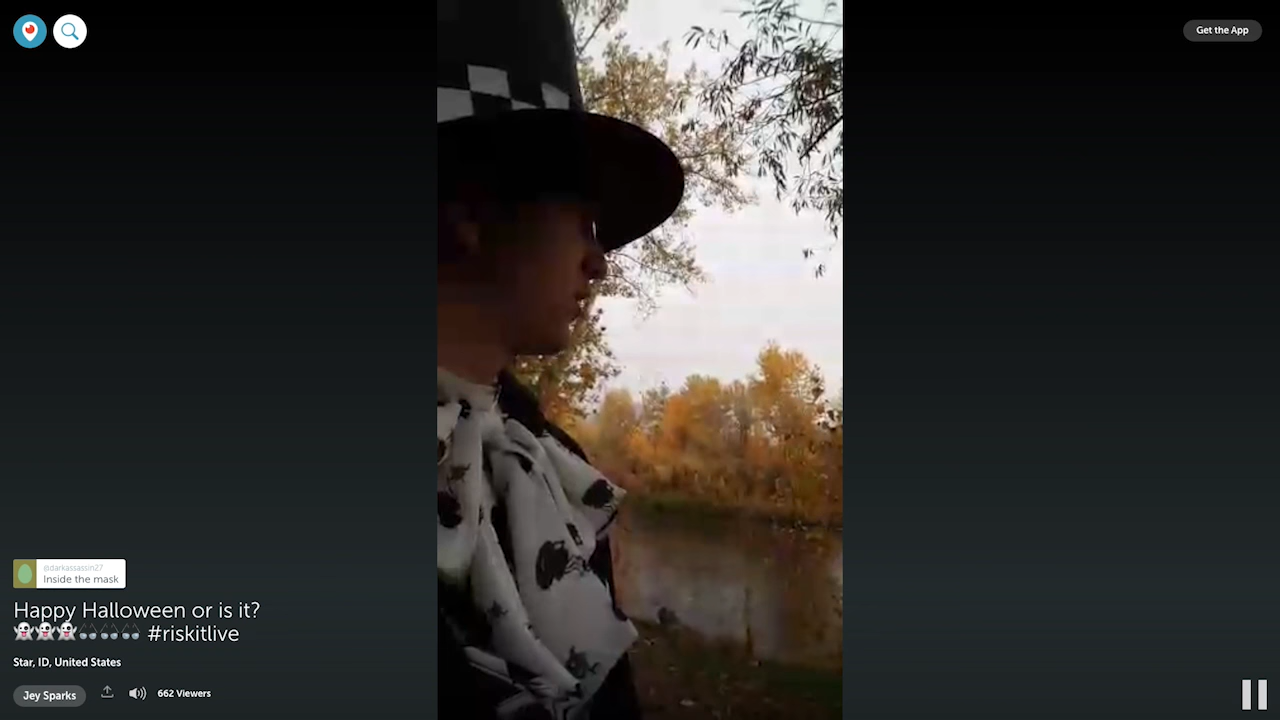 Get the App
@darkassassin27
Inside the mask
Happy Halloween or is it?
👻👻👻👓👓👓 #riskitlive
Star, ID, United States
Jey Sparks
662 Viewers